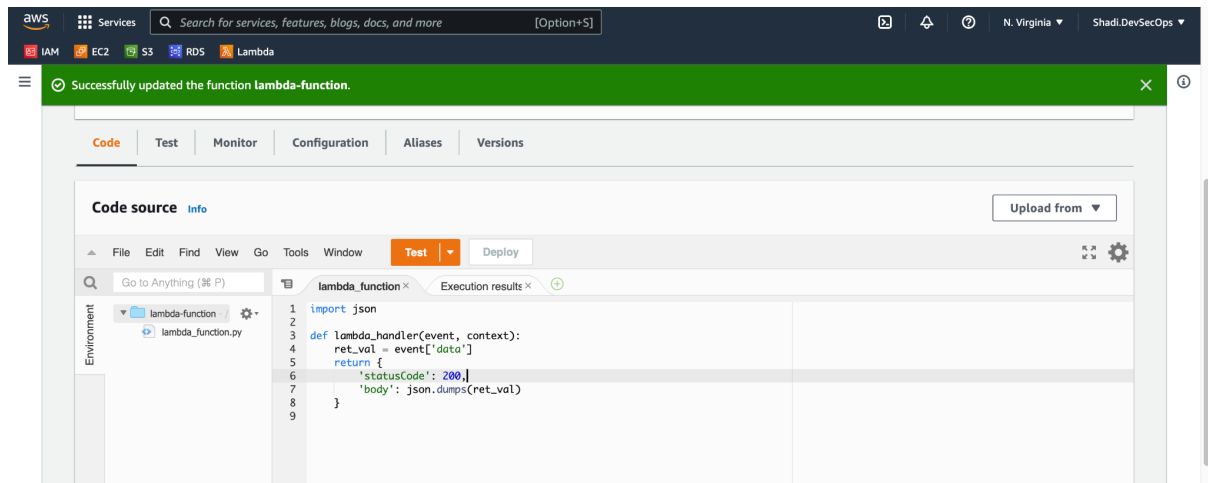 aws Services Search for services, features, blogs, docs, and more [Option+S] N. Virginia ▼ Shadi.DevSecOps ▼
IAM EC2 S3 RDS Lambda
Successfully updated the function lambda-function.
Code Test Monitor Configuration Aliases Versions
Code source Info Upload from ▼
File Edit Find View Go Tools Window Test Deploy
Go to Anything (⌘ P) lambda_function × Execution results ×
Environment
lambda-function - /
lambda_function.py
1 import json
2
3 def lambda_handler(event, context):
4     ret_val = event['data']
5     return {
6         'statusCode': 200,
7         'body': json.dumps(ret_val)
8     }
9